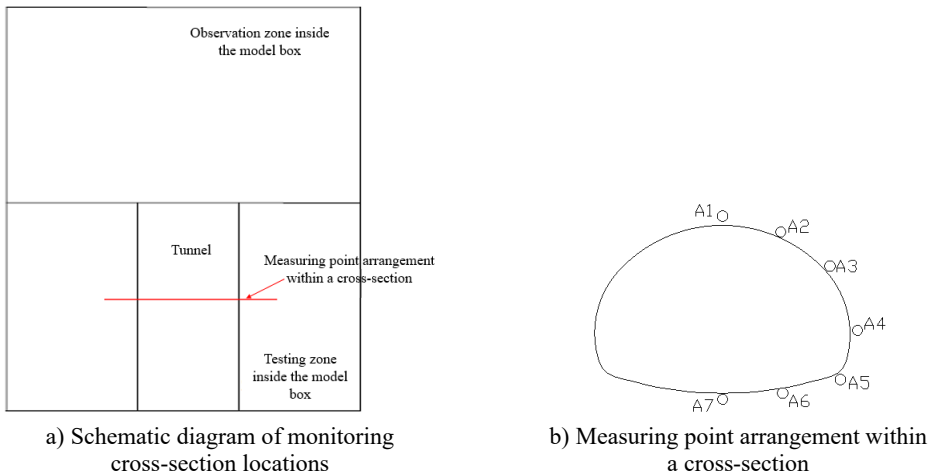 Observation zone inside
the model box
Tunnel
Measuring point arrangement
within a cross-section
Testing zone
inside the model
box
a) Schematic diagram of monitoring
cross-section locations
A1
A2
A3
A4
A5
A6
A7
b) Measuring point arrangement within
a cross-section